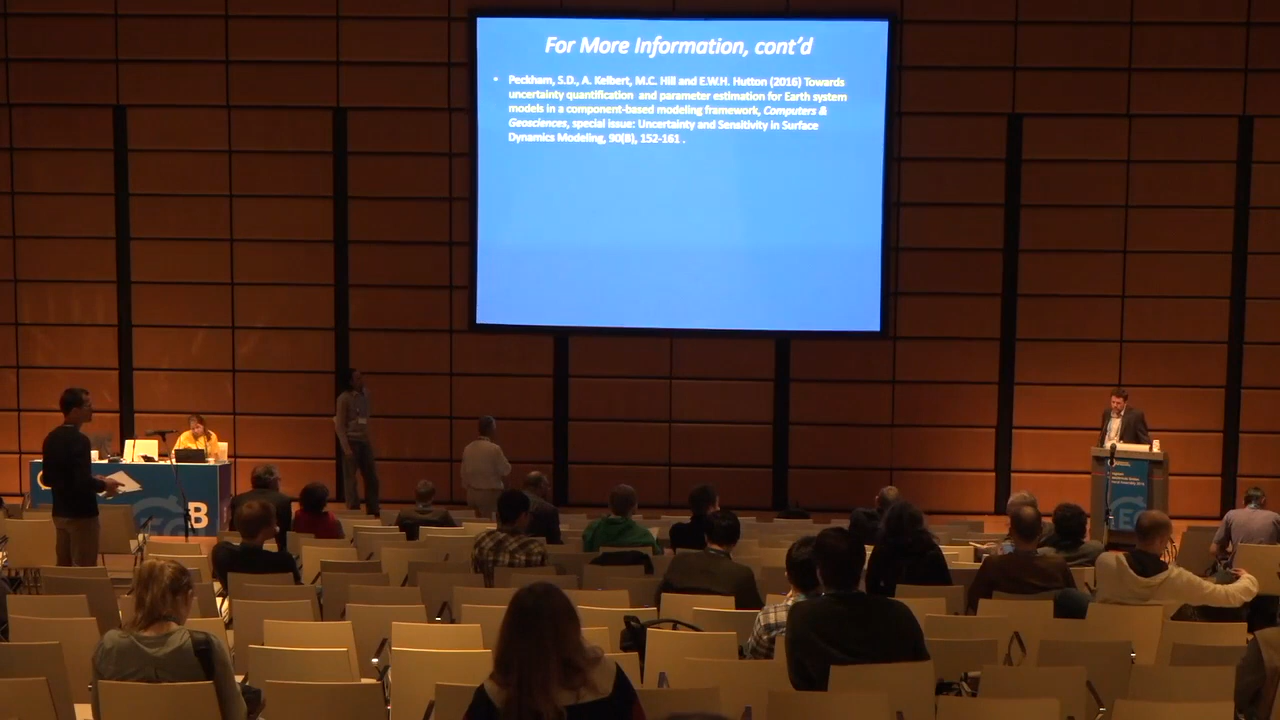 For More Information, cont'd
• Peckham, S.D., A. Kelbert, M.C. Hill and E.W.H. Hutton (2016) Towards
uncertainty quantification and parameter estimation for Earth system
models in a component-based modeling framework, Computers &
Geosciences, special issue: Uncertainty and Sensitivity in Surface
Dynamics Modeling, 90(B), 152-161 .
B